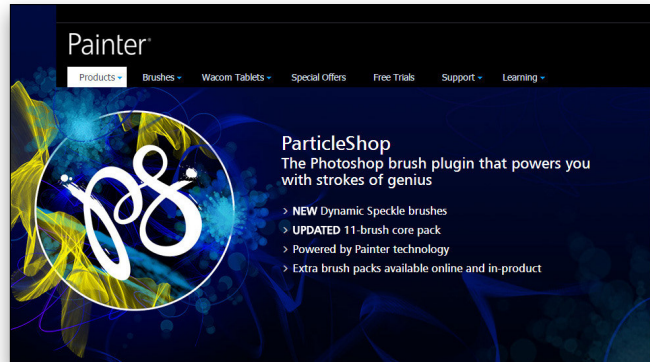 Painter
Products Brushes Wacom Tablets Special Offers Free Trials Support Learning
ps
ParticleShop
The Photoshop brush plugin that powers you
with strokes of genius
> NEW Dynamic Speckle brushes
> UPDATED 11-brush core pack
> Powered by Painter technology
> Extra brush packs available online and in-product